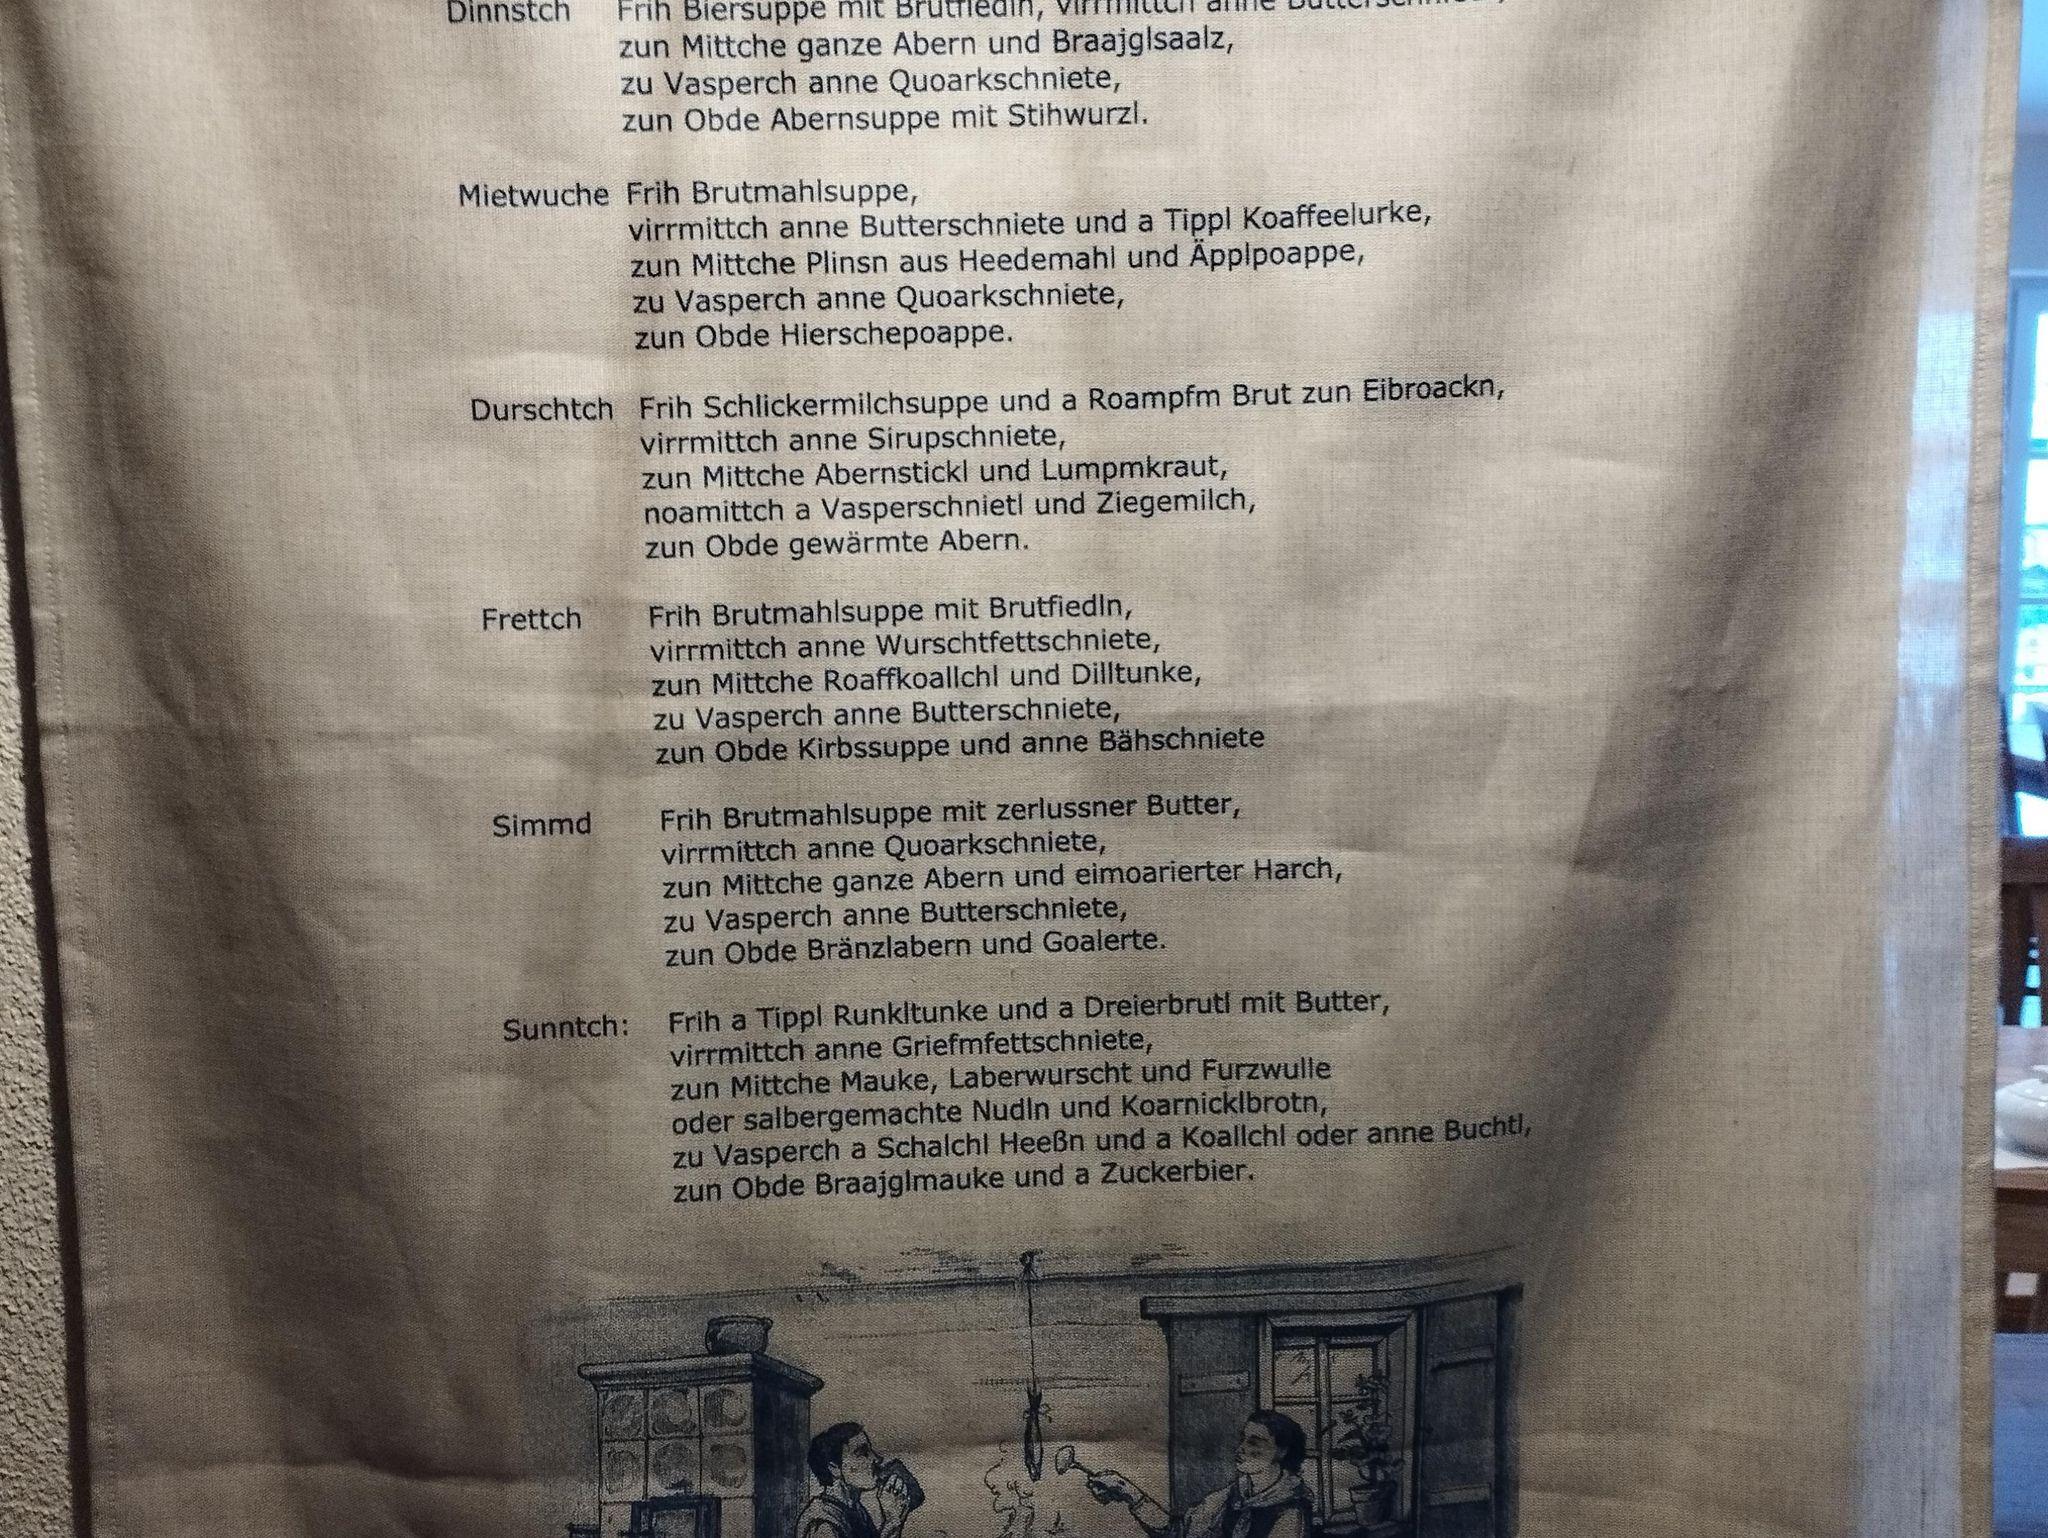 Dinnstch Frih Biersuppe mit Brutfiedln, virrmittch anne Butterschniete,
zun Mittche ganze Abern und Braajglsaalz,
zu Vasperch anne Quoarkschniete,
zun Obde Abernsuppe mit Stihwurzl.
Mietwuche Frih Brutmahlsuppe,
virrmittch anne Butterschniete und a Tippl Koaffeelurke,
zun Mittche Plinsn aus Heedemahl und Äpplpoappe,
zu Vasperch anne Quoarkschniete,
zun Obde Hierschepoappe.
Durschtch Frih Schlickermilchsuppe und a Roampfm Brut zun Eibroackn,
virrmittch anne Sirupschniete,
zun Mittche Abernstickl und Lumpmkraut,
noamittch a Vasperschnietl und Ziegemilch,
zun Obde gewärmte Abern.
Frettch Frih Brutmahlsuppe mit Brutfiedln,
virrmittch anne Wurschtfettschniete,
zun Mittche Roaffkoallchl und Dilltunke,
zu Vasperch anne Butterschniete,
zun Obde Kirbssuppe und anne Bähschniete
Simmd Frih Brutmahlsuppe mit zerlussner Butter,
virrmittch anne Quoarkschniete,
zun Mittche ganze Abern und eimoarierter Harch,
zu Vasperch anne Butterschniete,
zun Obde Bränzlabern und Goalerte.
Sunntch: Frih a Tippl Runkltunke und a Dreierbrutl mit Butter,
virrmittch anne Griefmfettschniete,
zun Mittche Mauke, Laberwurscht und Furzwulle
oder salbergemachte Nudln und Koarnicklbrotn,
zu Vasperch a Schalchl Heeßn und a Koallchl oder anne Buchtl,
zun Obde Braajglmauke und a Zuckerbier.